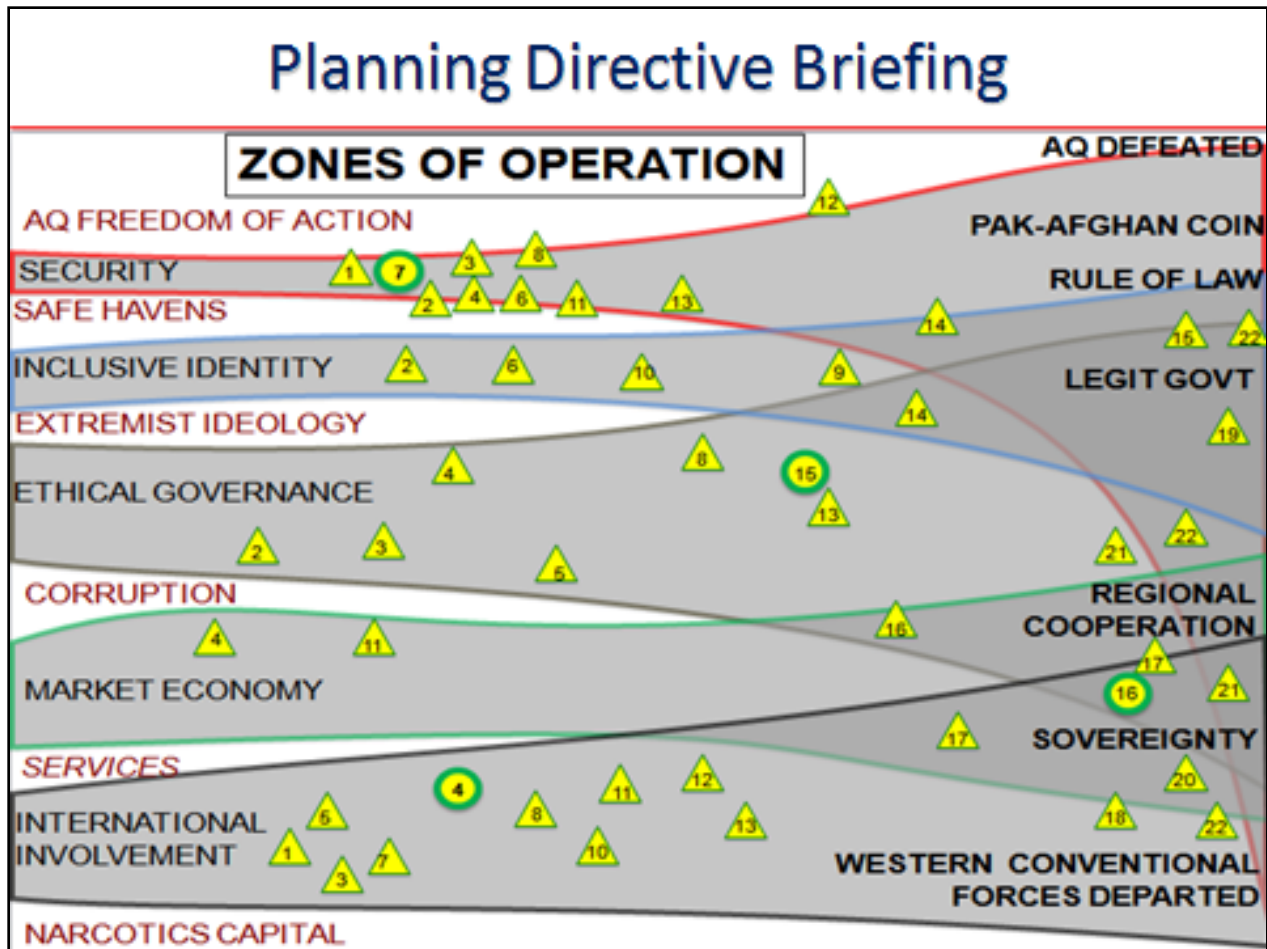 Planning Directive Briefing
ZONES OF OPERATION
AQ DEFEATED
12
AQ FREEDOM OF ACTION
PAK-AFGHAN COIN
8
3
SECURITY
1
7
RULE OF LAW
2
4
6
11
13
SAFE HAVENS
14
15
22
INCLUSIVE IDENTITY
2
6
10
9
LEGIT GOVT
14
EXTREMIST IDEOLOGY
19
4
8
15
ETHICAL GOVERNANCE
13
22
2
3
21
5
CORRUPTION
REGIONAL
COOPERATION
16
4
11
17
MARKET ECONOMY
16
21
17
SOVEREIGNTY
SERVICES
4
12
20
11
5
8
18
22
INTERNATIONAL
INVOLVEMENT
13
1
7
10
3
WESTERN CONVENTIONAL
FORCES DEPARTED
NARCOTICS CAPITAL